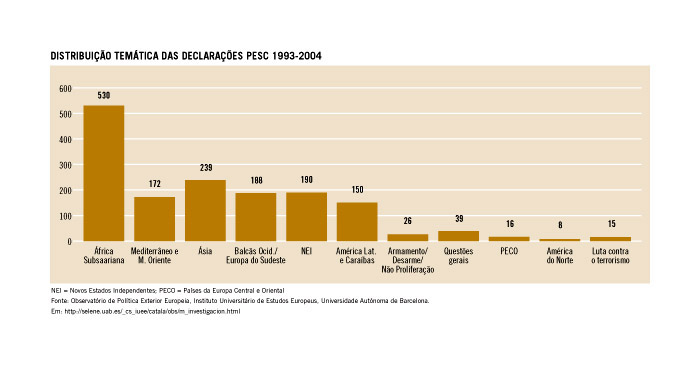 DISTRIBUIÇÃO TEMÁTICA DAS DECLARAÇÕES PESC 1993-2004
600
500
400
300
200
100
0
530
172
239
188
190
150
26
39
16
8
15
África
Subsaariana
Mediterrâneo e
M. Oriente
Ásia
Balcãs Ocid./
Europa do Sudeste
NEI
América Lat.
e Caraíbas
Armamento/
Desarme/
Não Proliferação
Questões
gerais
PECO
América
do Norte
Luta contra
o terrorismo
NEI = Novos Estados Independentes; PECO = Países da Europa Central e Oriental
Fonte: Observatório de Política Exterior Europeia, Instituto Universitário de Estudos Europeus, Universidade Autônoma de Barcelona.
Em: http://selene.uab.es/_cs_iuee/catala/obs/m_investigacion.html